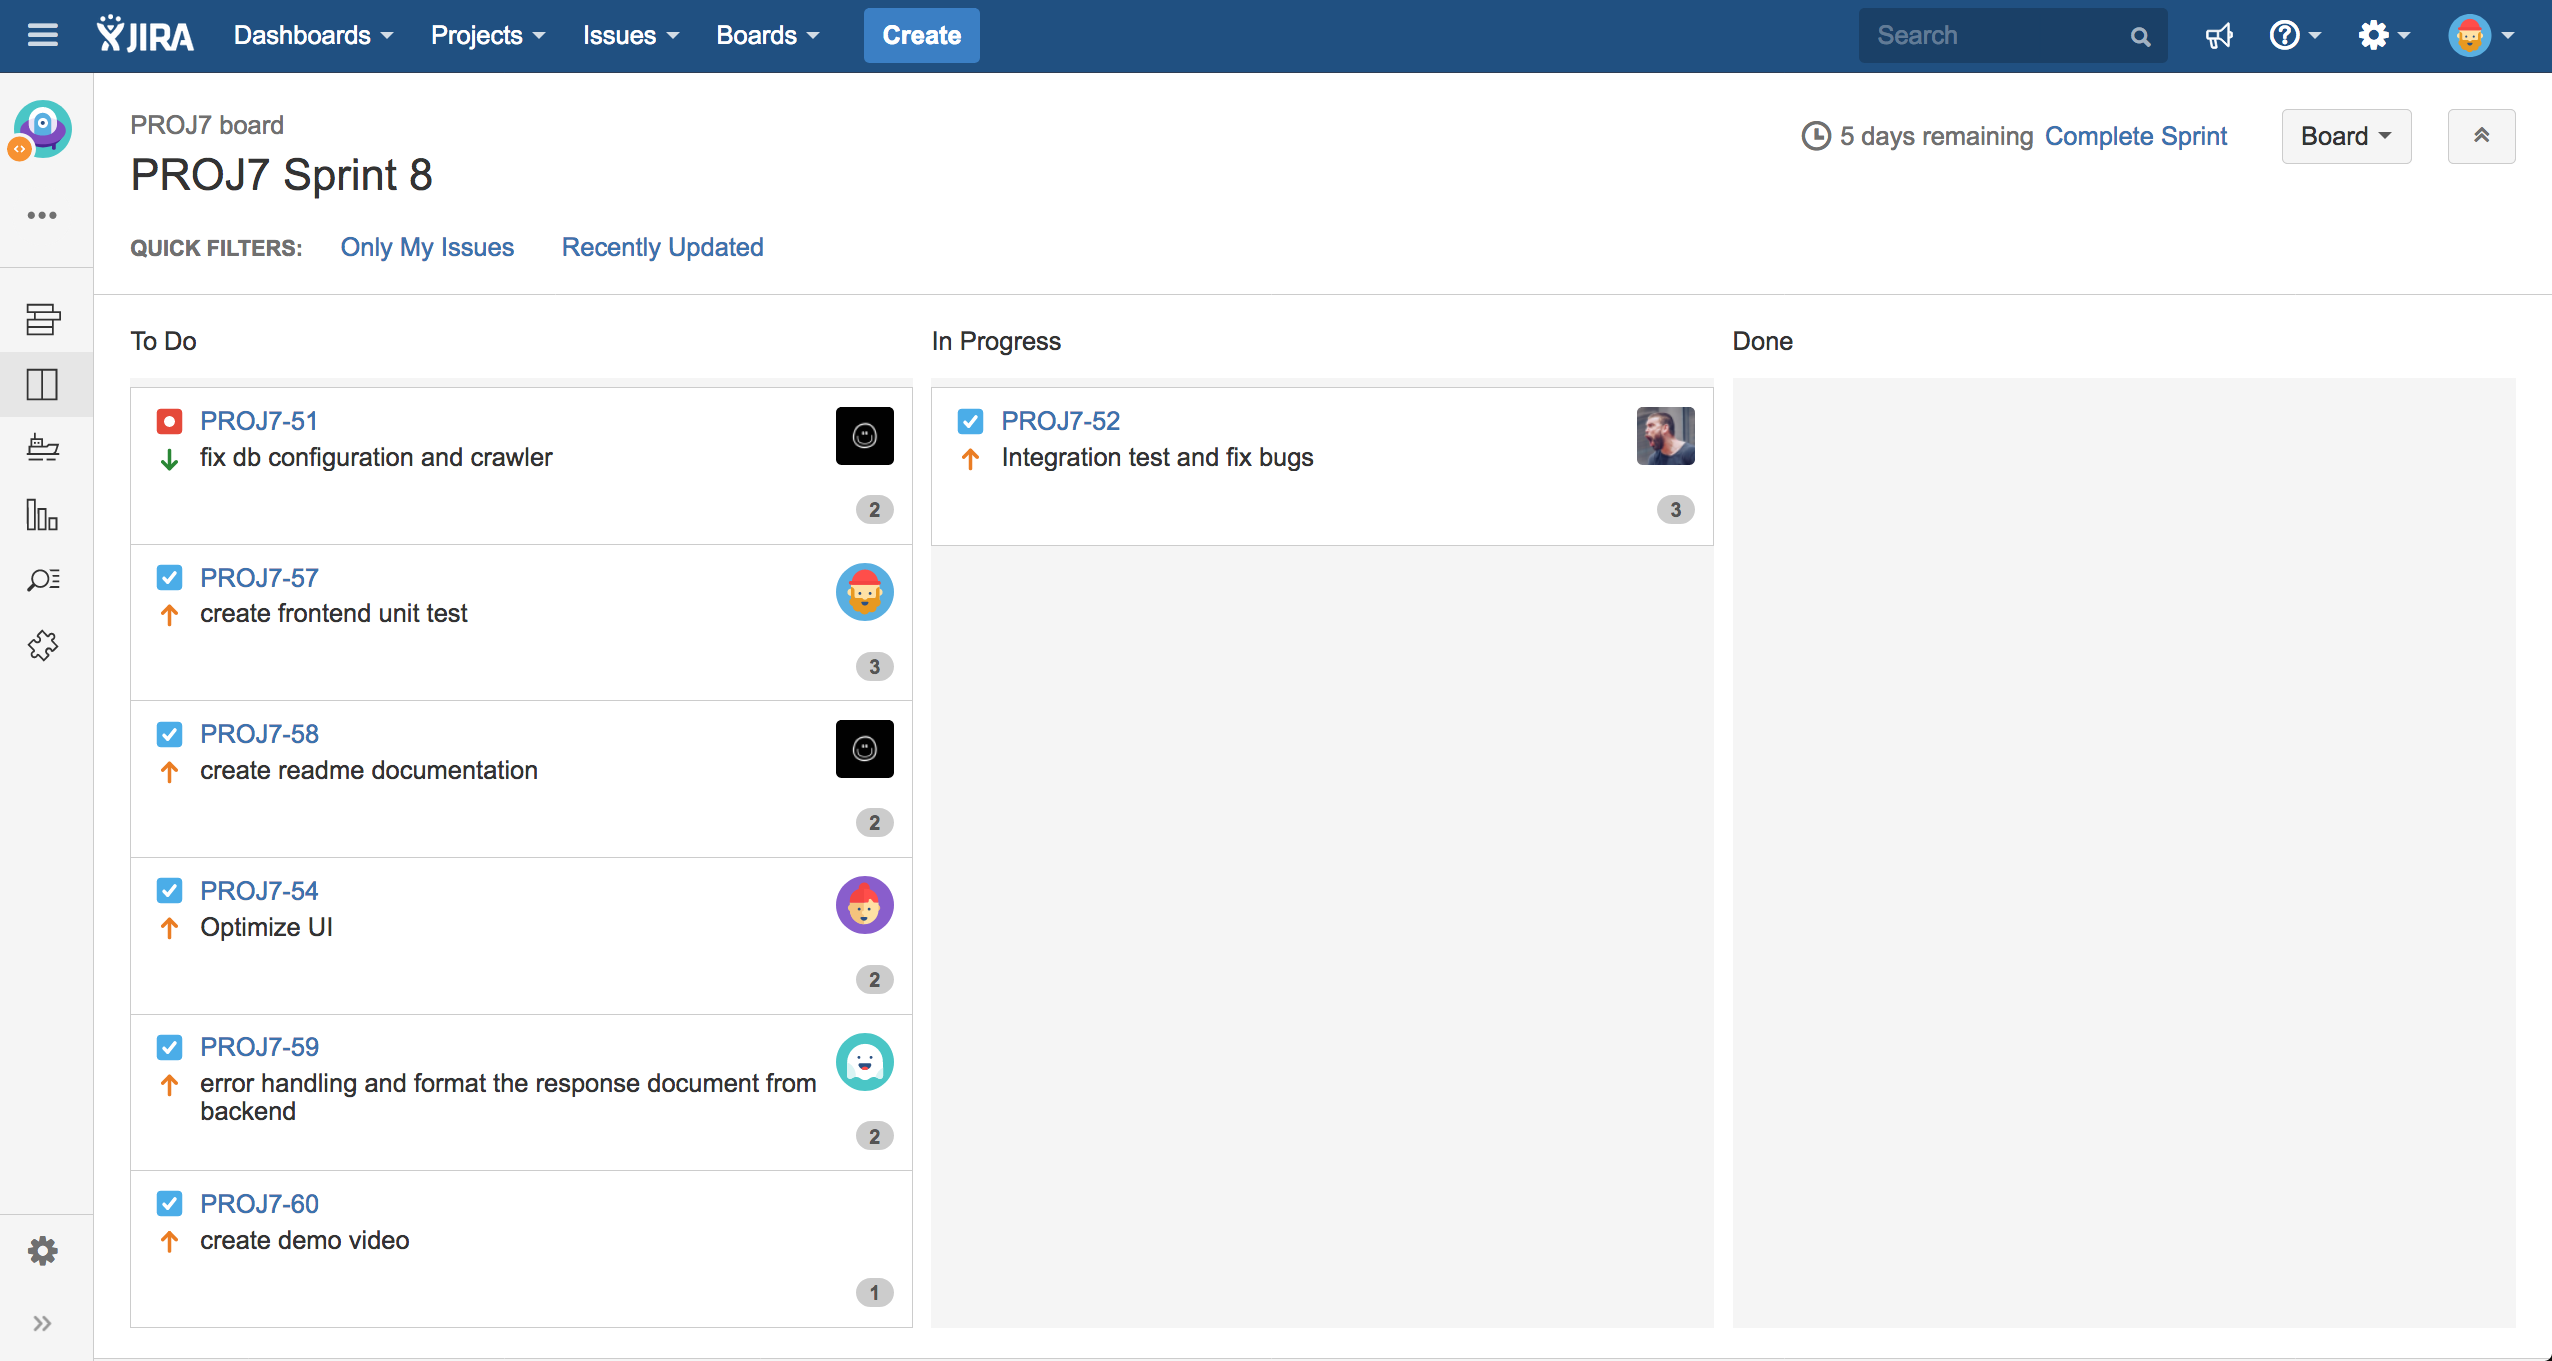 JIRA Dashboards Projects Issues Boards Create Search
PROJ7 board
5 days remaining Complete Sprint Board
PROJ7 Sprint 8
QUICK FILTERS: Only My Issues Recently Updated
To Do In Progress Done
PROJ7-51
fix db configuration and crawler
2
PROJ7-57
create frontend unit test
3
PROJ7-58
create readme documentation
2
PROJ7-54
Optimize UI
2
PROJ7-59
error handling and format the response document from
backend
2
PROJ7-60
create demo video
1
PROJ7-52
Integration test and fix bugs
3